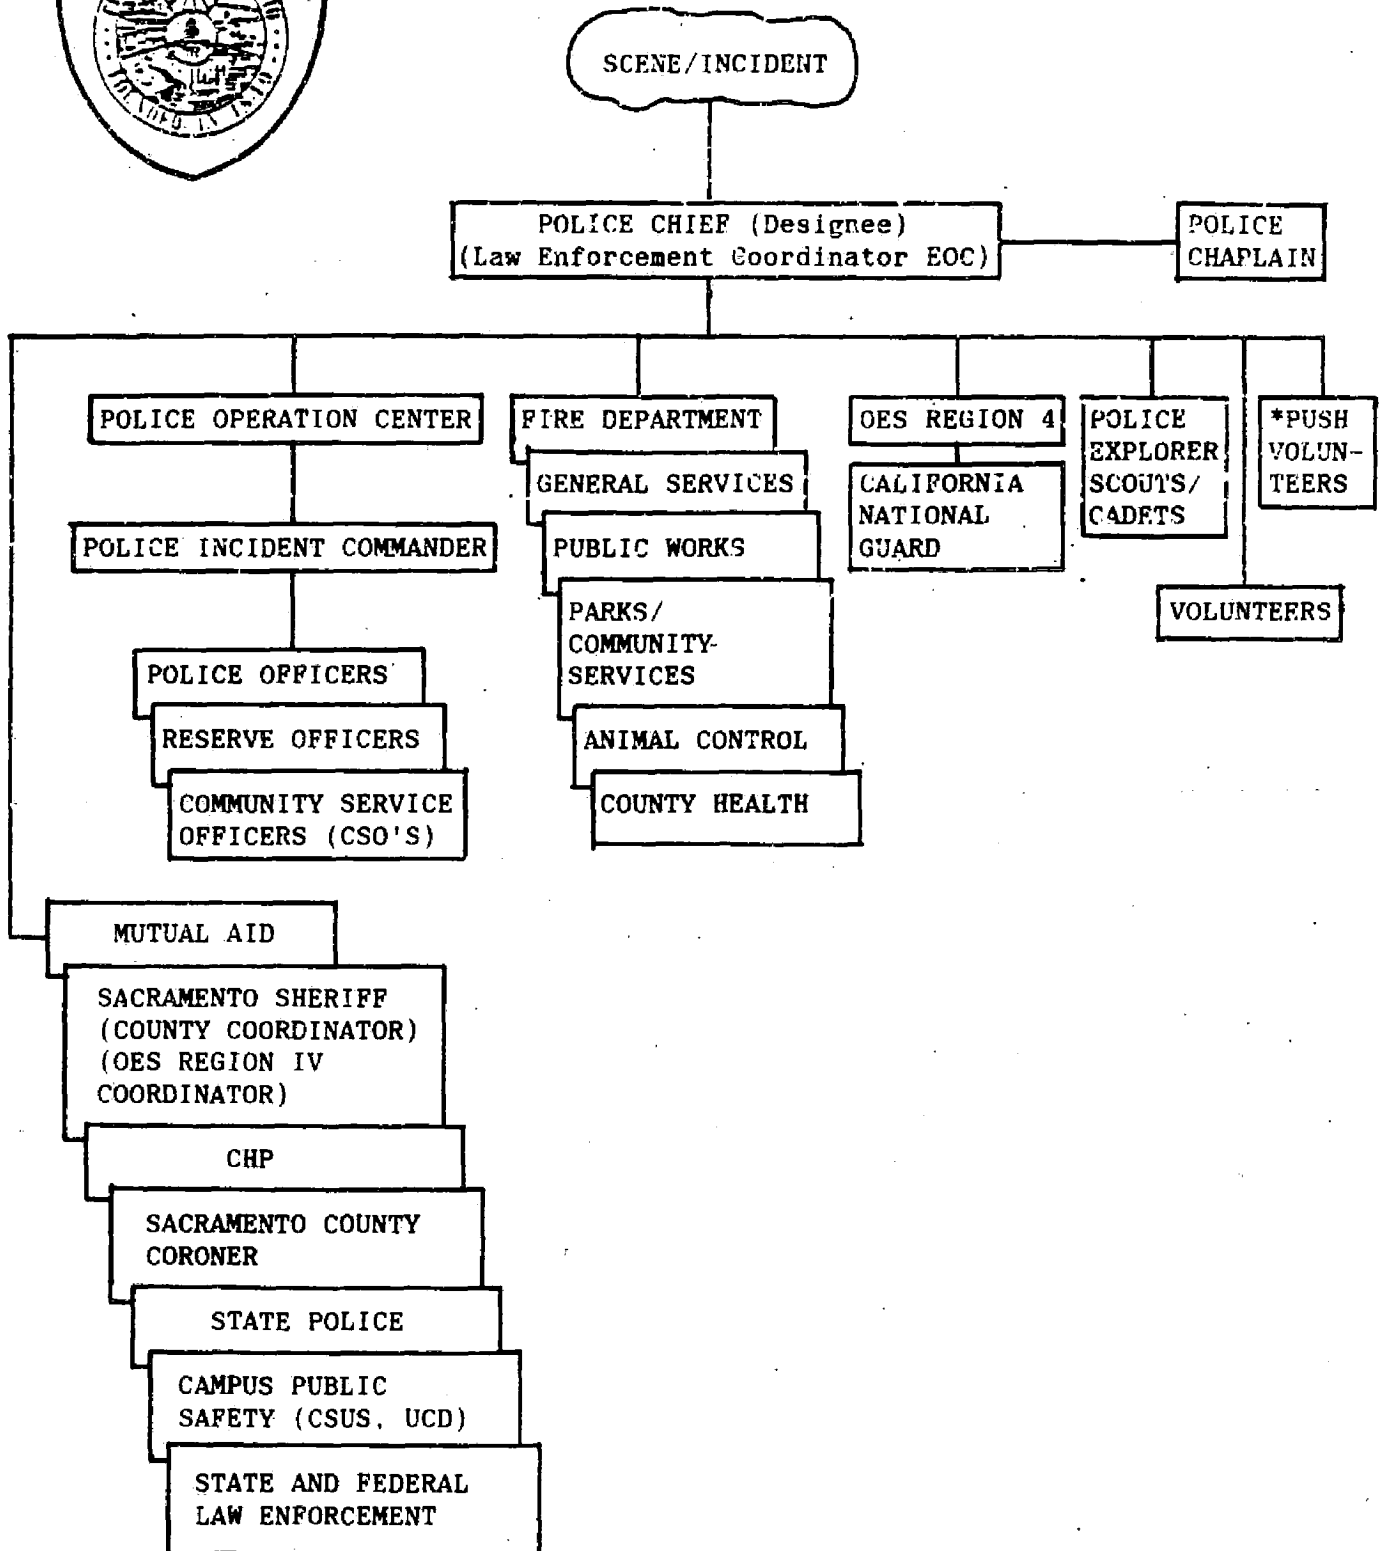 SCENE/INCIDENT
POLICE CHIEF (Designee)
(Law Enforcement Coordinator EOC)
POLICE
CHAPLAIN
POLICE OPERATION CENTER
POLICE INCIDENT COMMANDER
POLICE OFFICERS
RESERVE OFFICERS
COMMUNITY SERVICE
OFFICERS (CSO'S)
FIRE DEPARTMENT
GENERAL SERVICES
PUBLIC WORKS
PARKS/
COMMUNITY-
SERVICES
ANIMAL CONTROL
COUNTY HEALTH
OES REGION 4
CALIFORNIA
NATIONAL
GUARD
POLICE
EXPLORER
SCOUTS/
CADETS
*PUSH
VOLUN-
TEERS
VOLUNTEERS
MUTUAL AID
SACRAMENTO SHERIFF
(COUNTY COORDINATOR)
(OES REGION IV
COORDINATOR)
CHP
SACRAMENTO COUNTY
CORONER
STATE POLICE
CAMPUS PUBLIC
SAFETY (CSUS, UCD)
STATE AND FEDERAL
LAW ENFORCEMENT